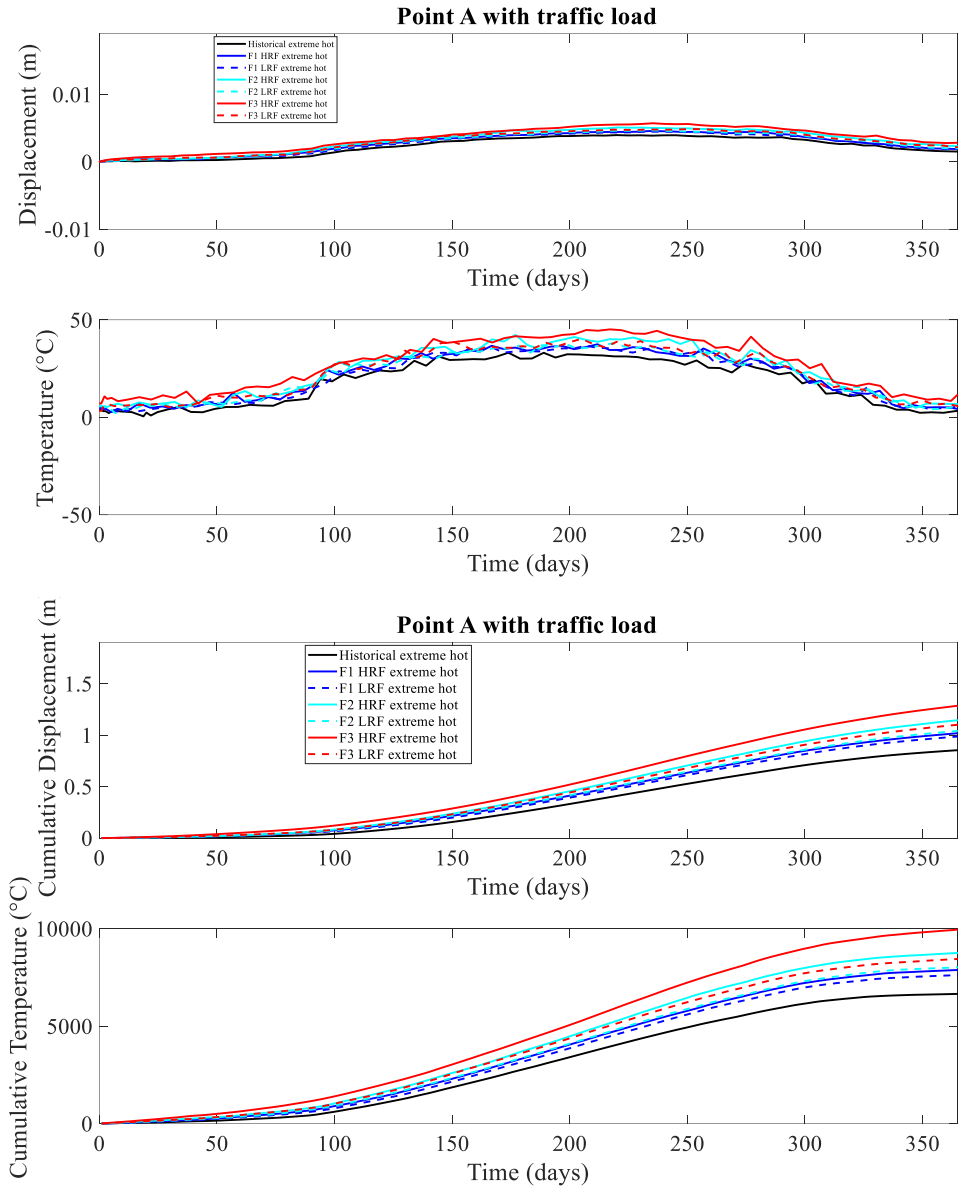 Point A with traffic load
Displacement (m)
0.01
0
-0.01
Historical extreme hot
F1 HRF extreme hot
F1 LRF extreme hot
F2 HRF extreme hot
F2 LRF extreme hot
F3 HRF extreme hot
F3 LRF extreme hot
0 50 100 150 200 250 300 350
Time (days)
Temperature (°C)
50
0
-50
0 50 100 150 200 250 300 350
Time (days)
Point A with traffic load
Cumulative Displacement (m
1.5
1
0.5
0
Historical extreme hot
F1 HRF extreme hot
F1 LRF extreme hot
F2 HRF extreme hot
F2 LRF extreme hot
F3 HRF extreme hot
F3 LRF extreme hot
0 50 100 150 200 250 300 350
Time (days)
Cumulative Temperature (°C)
10000
5000
0
0 50 100 150 200 250 300 350
Time (days)